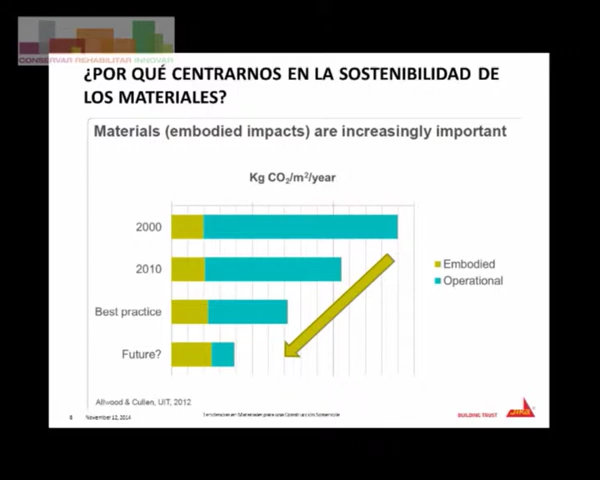 CONSERVAR REHABILITAR INNOVAR
¿POR QUÉ CENTRARNOS EN LA SOSTENIBILIDAD DE
LOS MATERIALES?
Materials (embodied impacts) are increasingly important
Kg CO₂/m²/year
2000
2010
Best practice
Future?
Embodied
Operational
Allwood & Cullen, UIT, 2012
8 November 12, 2014
BUILDING TRUST
Sika